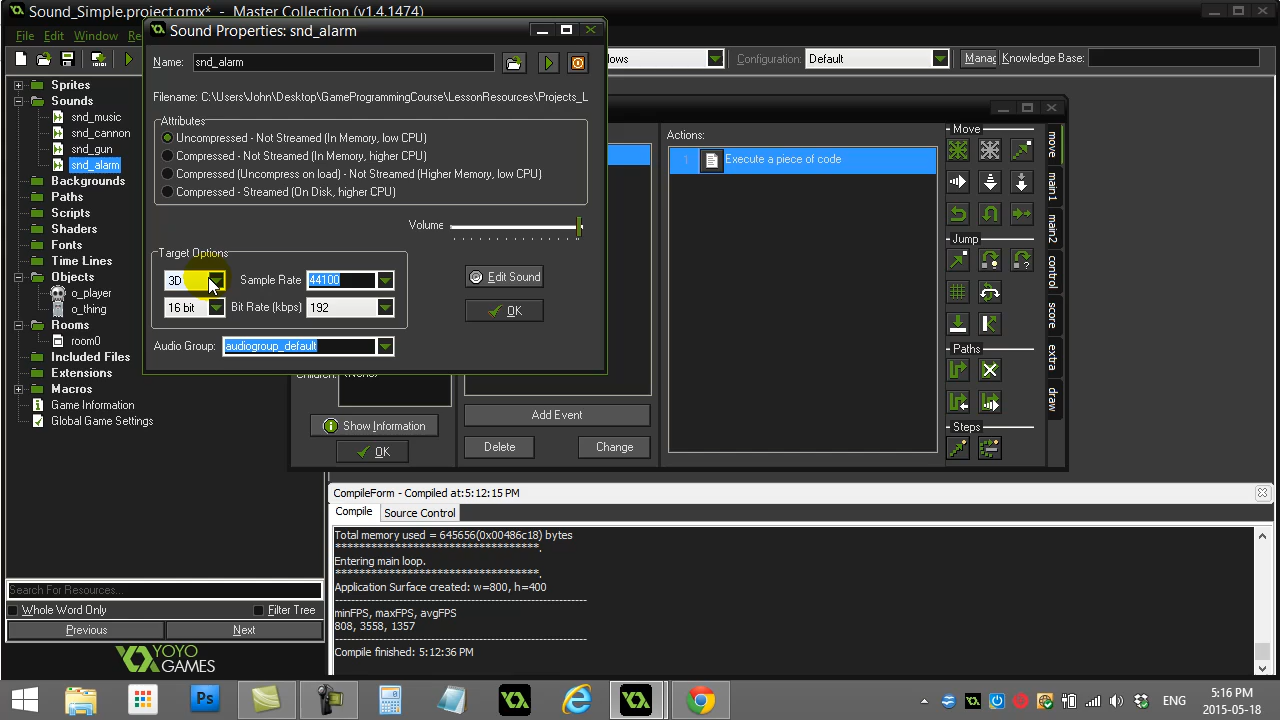 Sound_Simple.project.gmx* - Master Collection (v1.4.1474)
File Edit Window Re
Sound Properties: snd_alarm
Name: snd_alarm
Filename: C:\Users\John\Desktop\GameProgrammingCourse\LessonResources\Projects_L
Attributes
Uncompressed - Not Streamed (In Memory, low CPU)
Compressed - Not Streamed (In Memory, higher CPU)
Compressed (Uncompress on load) - Not Streamed (Higher Memory, low CPU)
Compressed - Streamed (On Disk, higher CPU)
Volume
Target Options
3D Sample Rate 44100
16 bit Bit Rate (kbps) 192
Edit Sound
OK
Audio Group: audiogroup_default
lows Configuration: Default Manag Knowledge Base:
Sprites
Sounds
snd_music
snd_cannon
snd_gun
snd_alarm
Backgrounds
Paths
Scripts
Shaders
Fonts
Time Lines
Objects
o_player
o_thing
Rooms
room0
Included Files
Extensions
Macros
Game Information
Global Game Settings
Search For Resources...
Whole Word Only Filter Tree
Previous Next
YOYO
GAMES
Show Information
OK
Add Event
Delete Change
Actions:
1 Execute a piece of code
Move
Jump
Paths
Steps
move
main1
main2
control
score
extra
draw
CompileForm - Compiled at:5:12:15 PM
Compile Source Control
Total memory used = 645656(0x00486c18) bytes
**********************************.
Entering main loop.
**********************************.
Application Surface created: w=800, h=400
---------------------------------------------------------------
minFPS, maxFPS, avgFPS
808, 3558, 1357
---------------------------------------------------------------
Compile finished: 5:12:36 PM
Ps
ENG
5:16 PM
2015-05-18